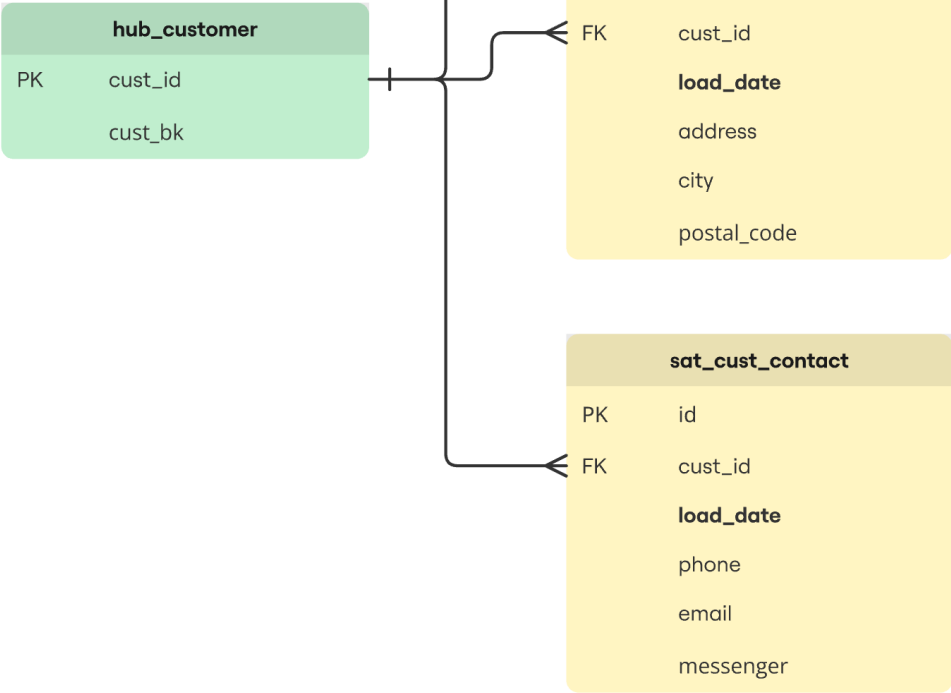 hub_customer
PK cust_id
cust_bk
FK cust_id
load_date
address
city
postal_code
sat_cust_contact
PK id
FK cust_id
load_date
phone
email
messenger